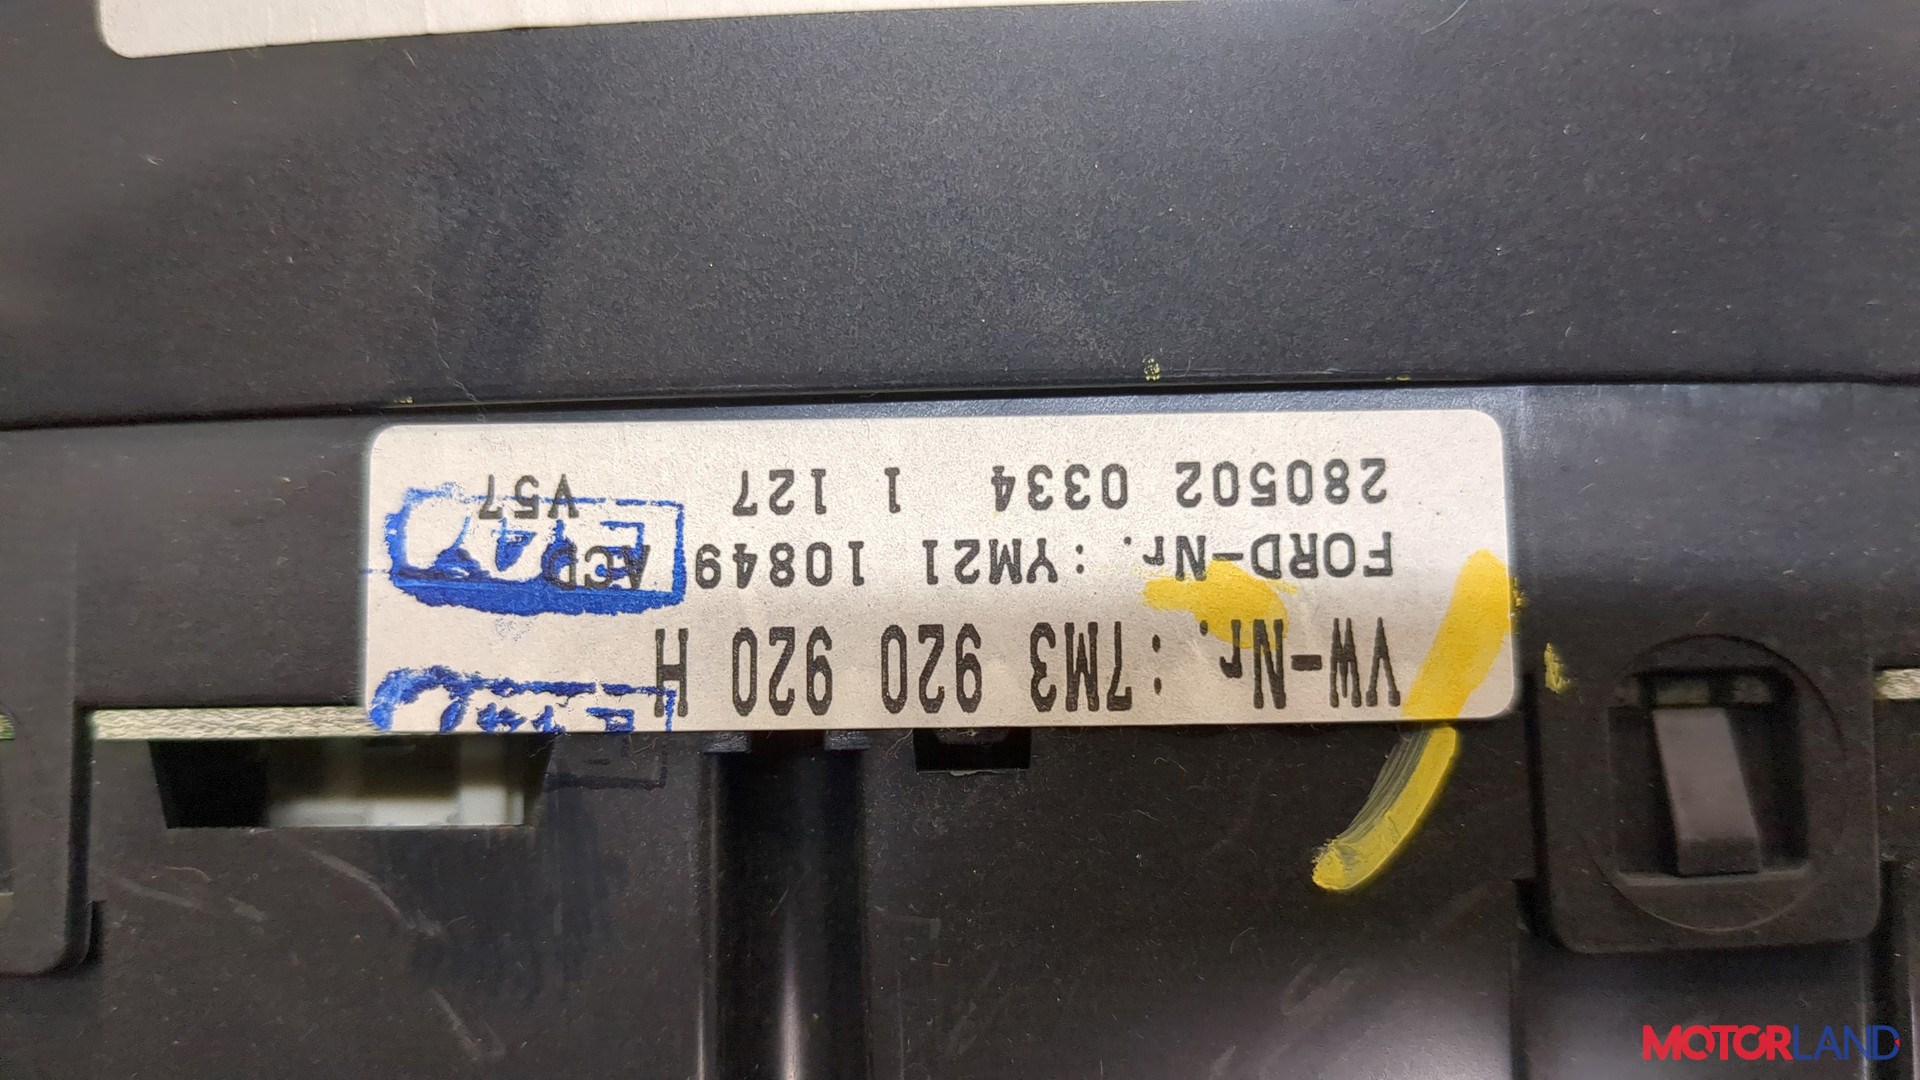 VW-Nr.:7M3 920 920 H
FORD-Nr.:YM21 10849 ACD
280502 0334 1 127 V57
MOTORLAND